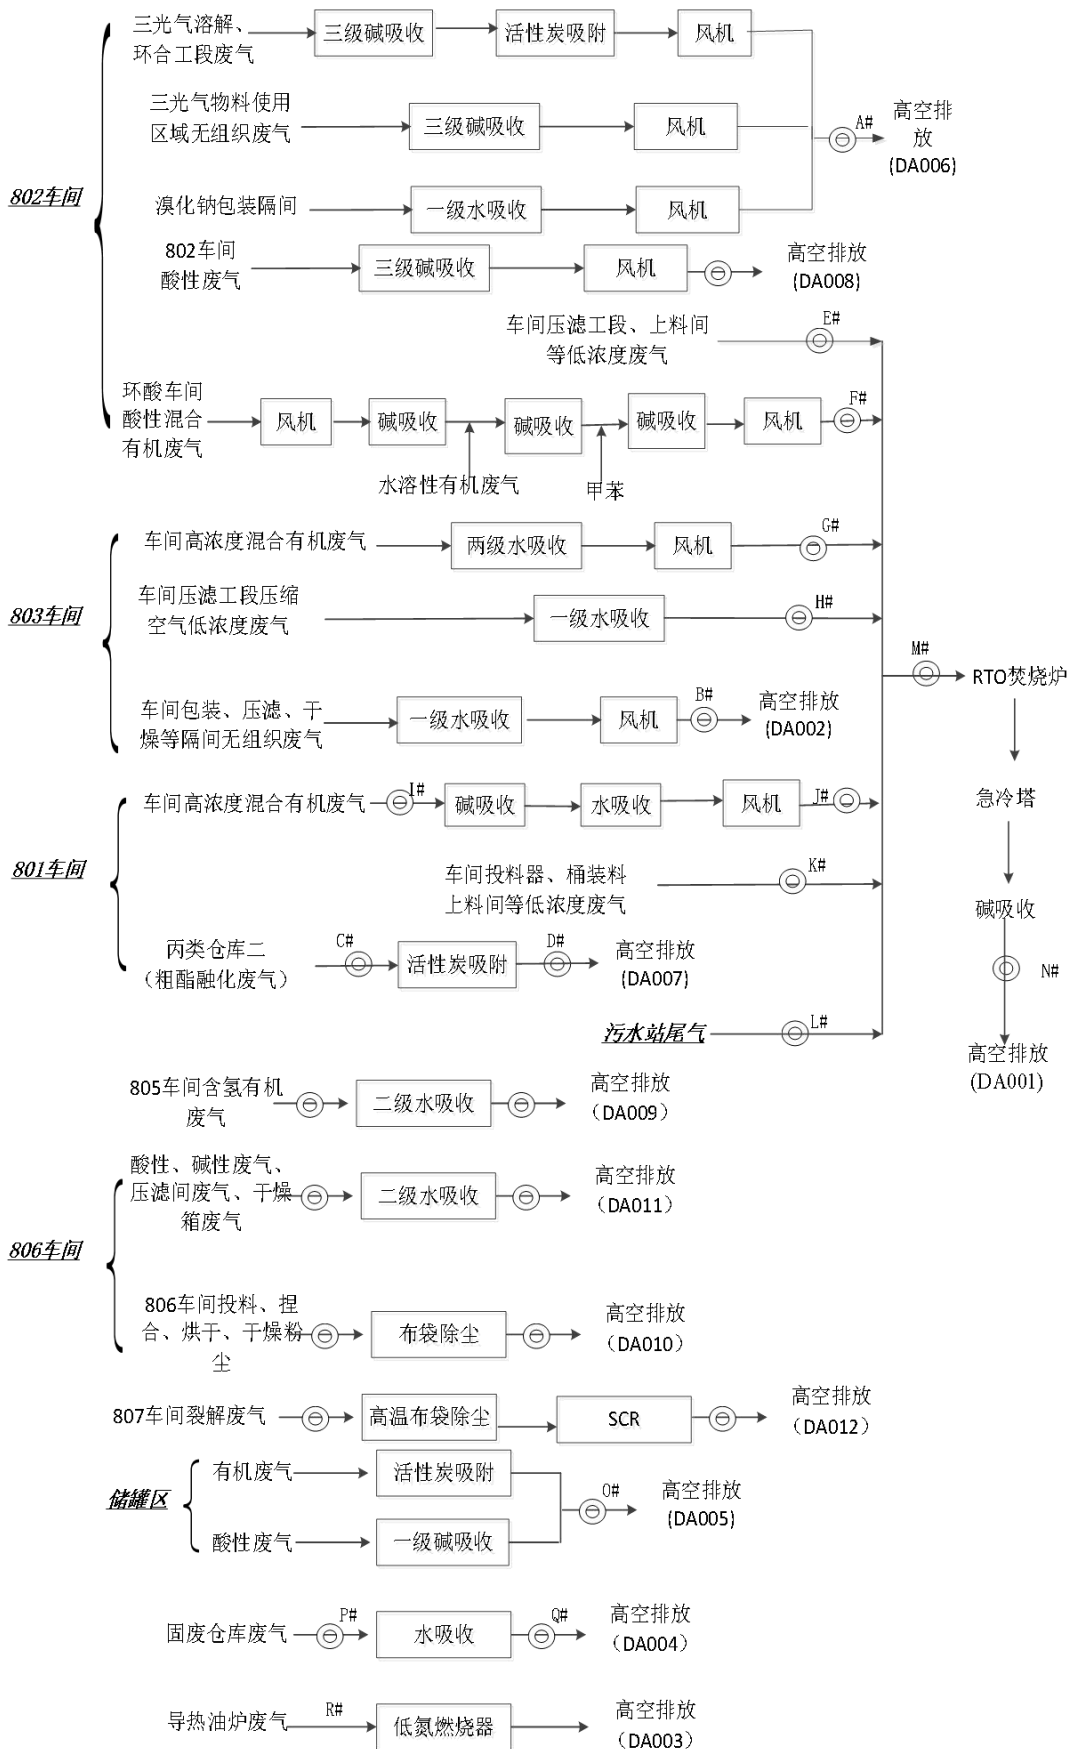 三光气溶解、
环合工段废气
三级碱吸收
活性炭吸附
风机
三光气物料使用
区域无组织废气
三级碱吸收
风机
A#
高空排
放
(DA006)
802车间
溴化钠包装隔间
一级水吸收
风机
802车间
酸性废气
三级碱吸收
风机
高空排放
(DA008)
车间压滤工段、上料间
等低浓度废气
E#
环酸车间
酸性混合
有机废气
风机
碱吸收
碱吸收
碱吸收
风机
F#
水溶性有机废气
甲苯
803车间
车间高浓度混合有机废气
两级水吸收
风机
G#
车间压滤工段压缩
空气低浓度废气
一级水吸收
H#
M#
RTO焚烧炉
车间包装、压滤、干
燥等隔间无组织废气
一级水吸收
风机
B#
高空排放
(DA002)
801车间
车间高浓度混合有机废气
I#
碱吸收
水吸收
风机
J#
急冷塔
车间投料器、桶装料
上料间等低浓度废气
K#
碱吸收
丙类仓库二
（粗酯融化废气）
C#
活性炭吸附
D#
高空排放
(DA007)
N#
污水站尾气
L#
高空排放
(DA001)
805车间含氢有机
废气
二级水吸收
高空排放
（DA009）
806车间
酸性、碱性废气、
压滤间废气、干燥
箱废气
二级水吸收
高空排放
（DA011）
806车间投料、捏
合、烘干、干燥粉
尘
布袋除尘
高空排放
（DA010）
807车间裂解废气
高温布袋除尘
SCR
高空排放
（DA012）
储罐区
有机废气
活性炭吸附
酸性废气
一级碱吸收
O#
高空排放
(DA005)
固废仓库废气
P#
水吸收
Q#
高空排放
（DA004）
导热油炉废气
R#
低氮燃烧器
高空排放
（DA003）